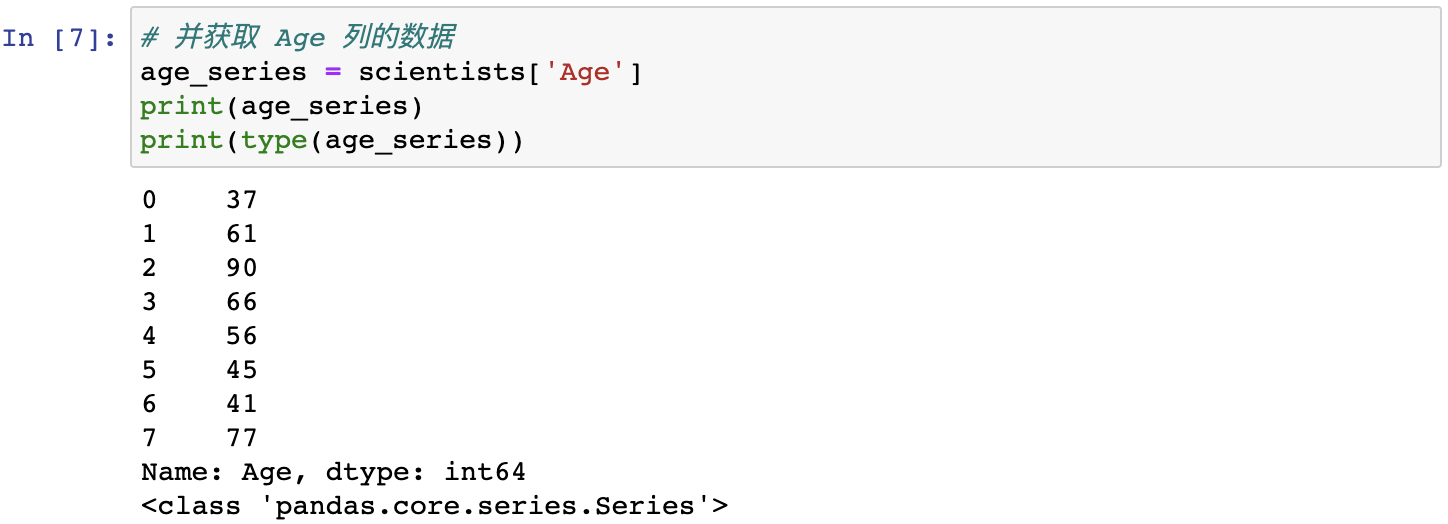 In [7]: # 并获取 Age 列的数据
age_series = scientists['Age']
print(age_series)
print(type(age_series))
0    37
1    61
2    90
3    66
4    56
5    45
6    41
7    77
Name: Age, dtype: int64
<class 'pandas.core.series.Series'>